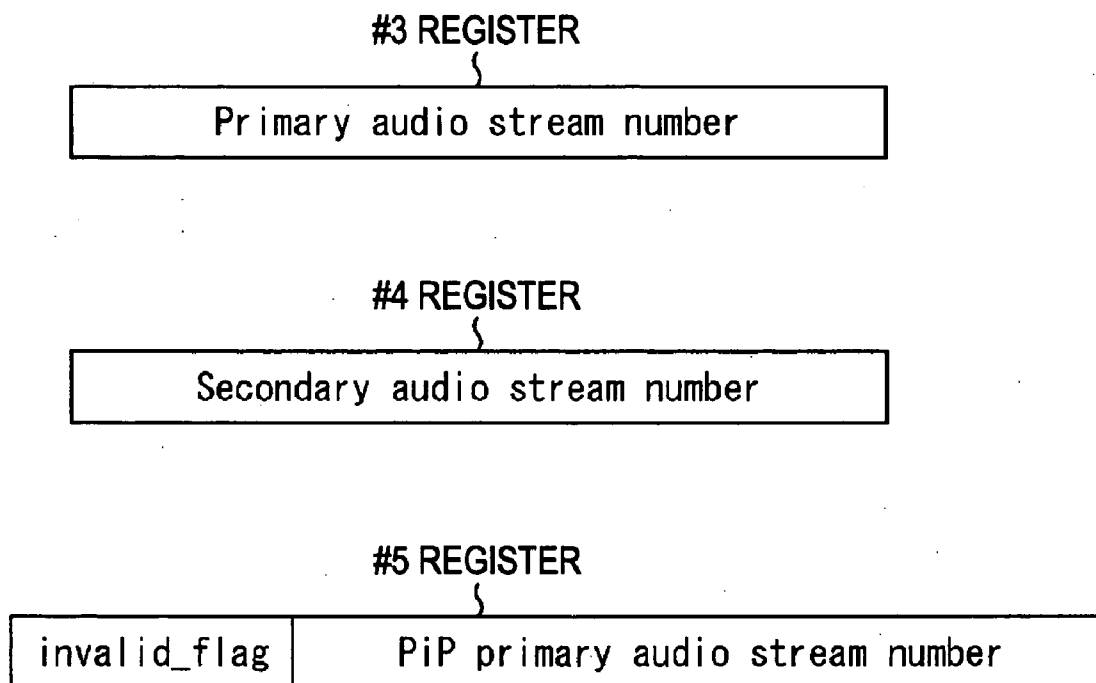 #3 REGISTER
Primary audio stream number
#4 REGISTER
Secondary audio stream number
#5 REGISTER
invalid_flag PiP primary audio stream number